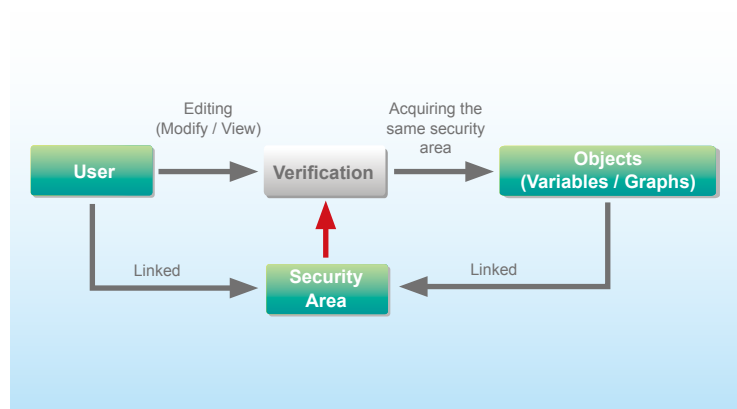 Editing
(Modify / View)
Acquiring the
same security
area
User
Verification
Objects
(Variables / Graphs)
Linked
Security
Area
Linked